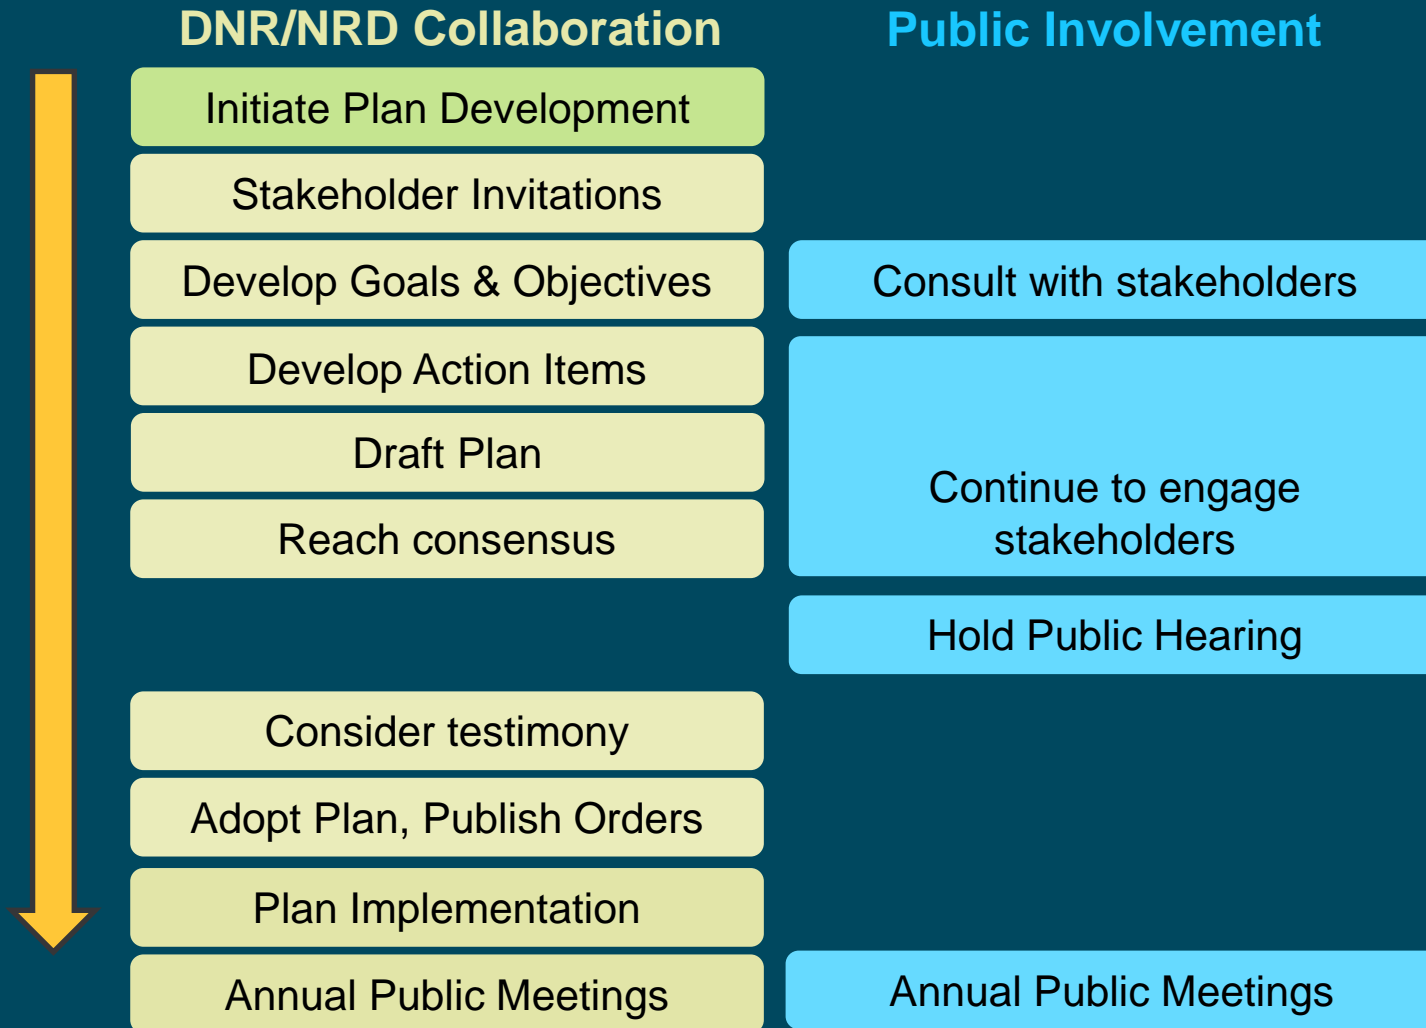 DNR/NRD Collaboration
Public Involvement
Initiate Plan Development
Stakeholder Invitations
Develop Goals & Objectives
Consult with stakeholders
Develop Action Items
Draft Plan
Reach consensus
Continue to engage
stakeholders
Hold Public Hearing
Consider testimony
Adopt Plan, Publish Orders
Plan Implementation
Annual Public Meetings
Annual Public Meetings